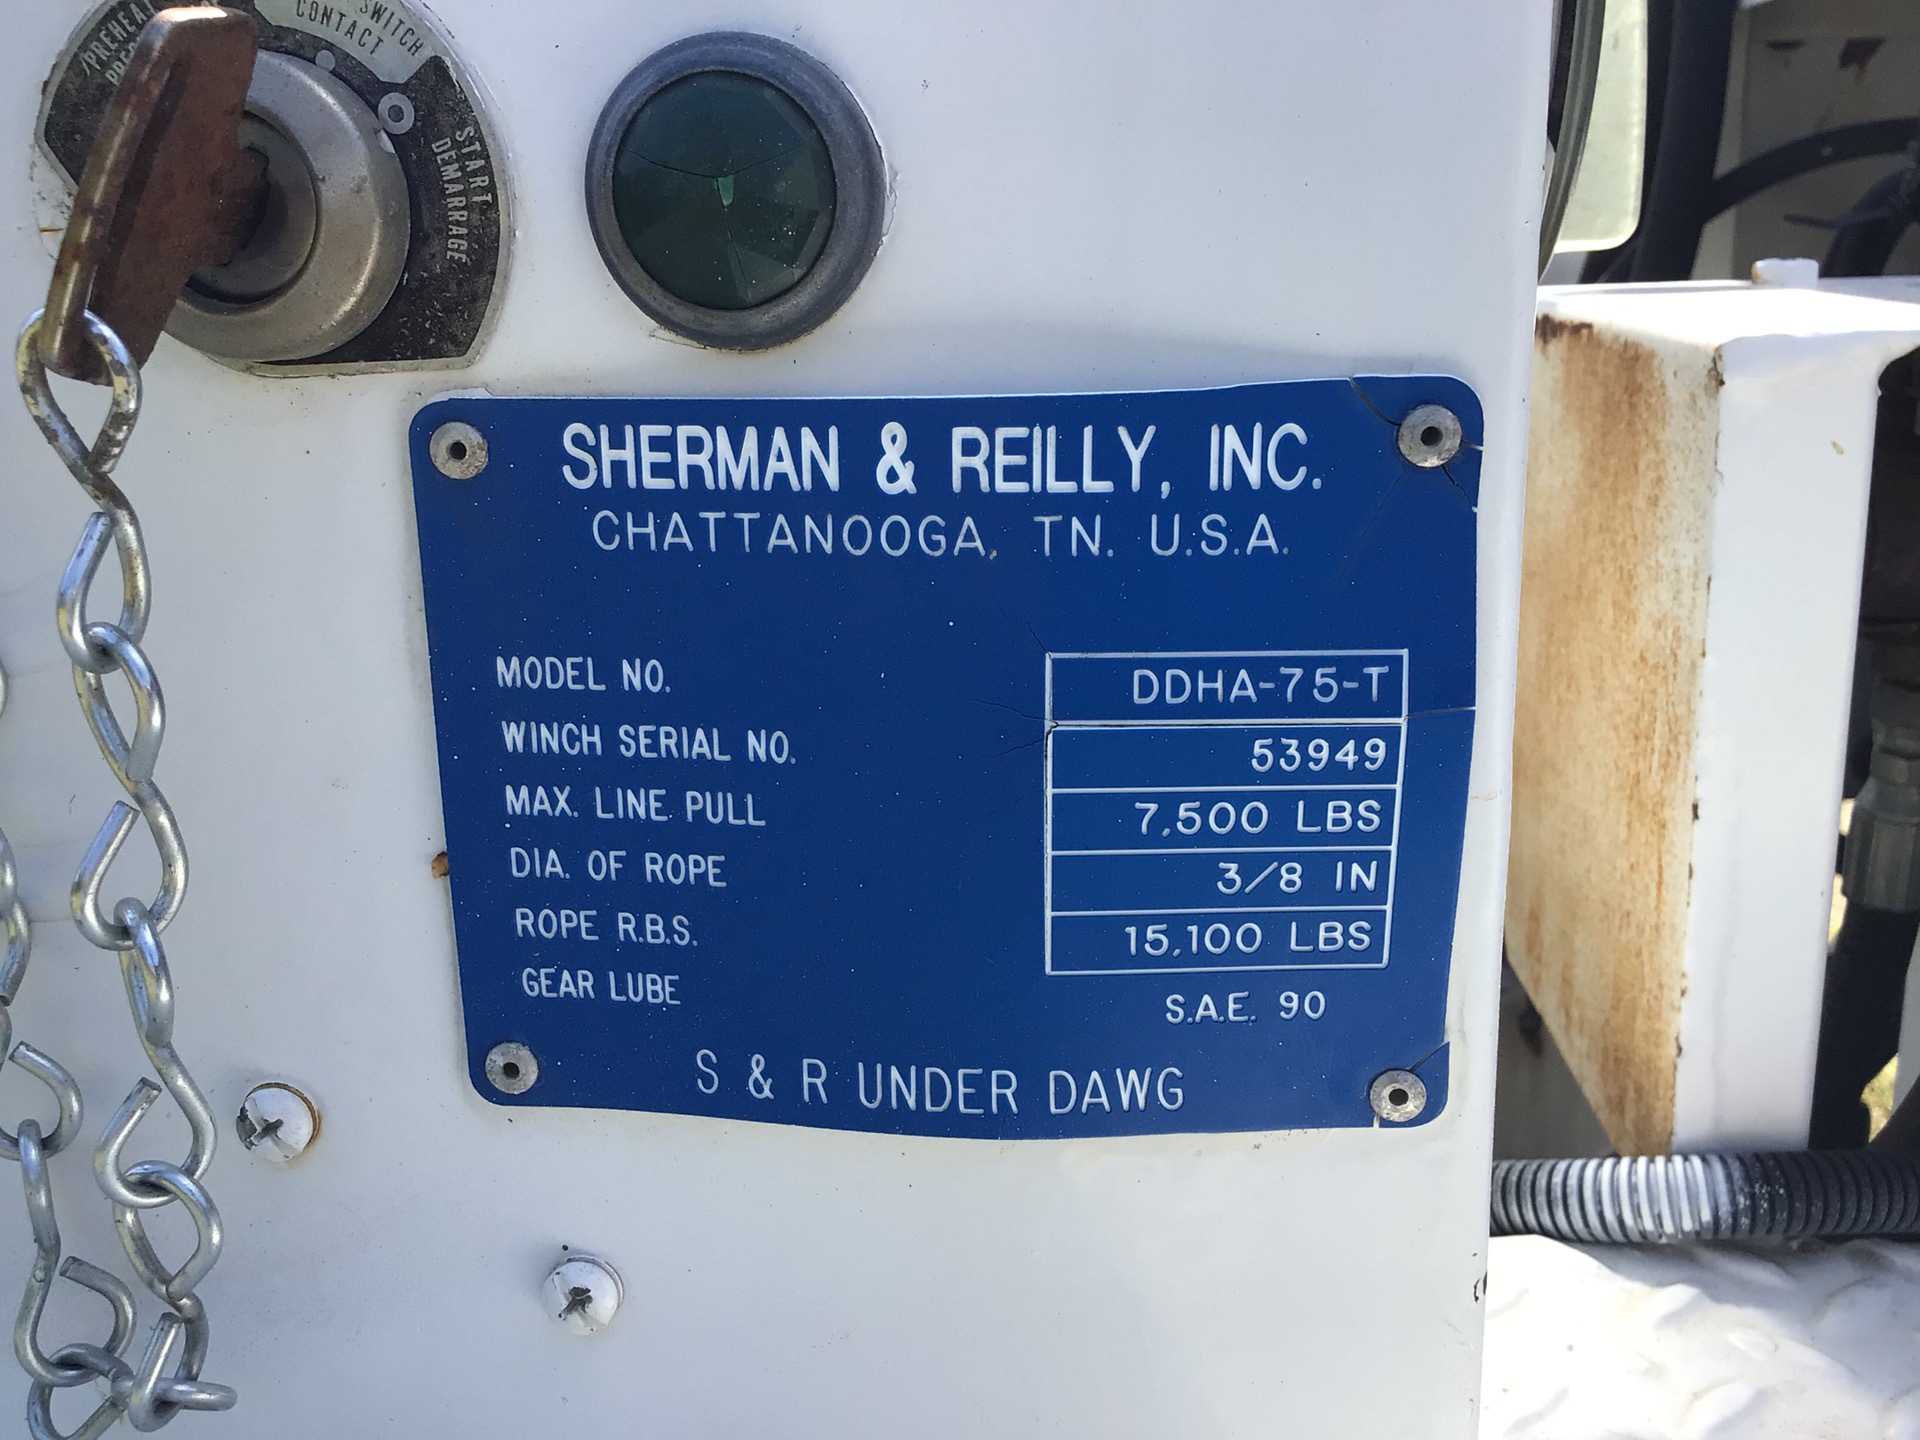 PREHEAT
CONTACT
SWITCH
START
DEMARRAGE
SHERMAN & REILLY, INC.
CHATTANOOGA, TN. U.S.A.
MODEL NO. DDHA-75-T
WINCH SERIAL NO. 53949
MAX. LINE PULL 7,500 LBS
DIA. OF ROPE 3/8 IN
ROPE R.B.S. 15,100 LBS
GEAR LUBE S.A.E. 90
S & R UNDER DAWG